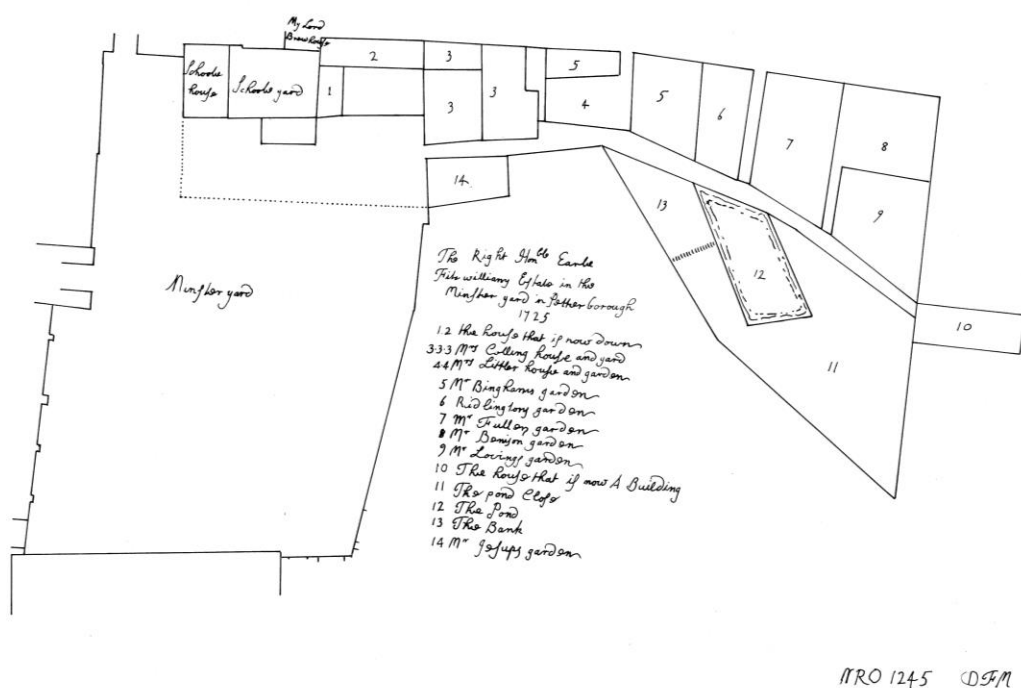 My Lord
Brewhouse
Schoole
house
Schoole yard
1
2
3
3
3
5
4
5
6
7
8
9
14
13
12
11
10
Minster yard
The Right Honble Earle
Fitzwilliams Estate in the
Minster yard in Petterborough
1725
1.2 the house that is now down
3.3.3 Mrs Colling house and yard
4.4 Mrs Littler house and garden
5 Mr Binghams garden
6 Ridlingtons garden
7 Mr Fullers garden
8 Mr Benison garden
9 Mr Lovings garden
10 The house that is now A Building
11 The pond Close
12 The Pond
13 The Bank
14 Mr Jesups garden
NRO 1245 DFM